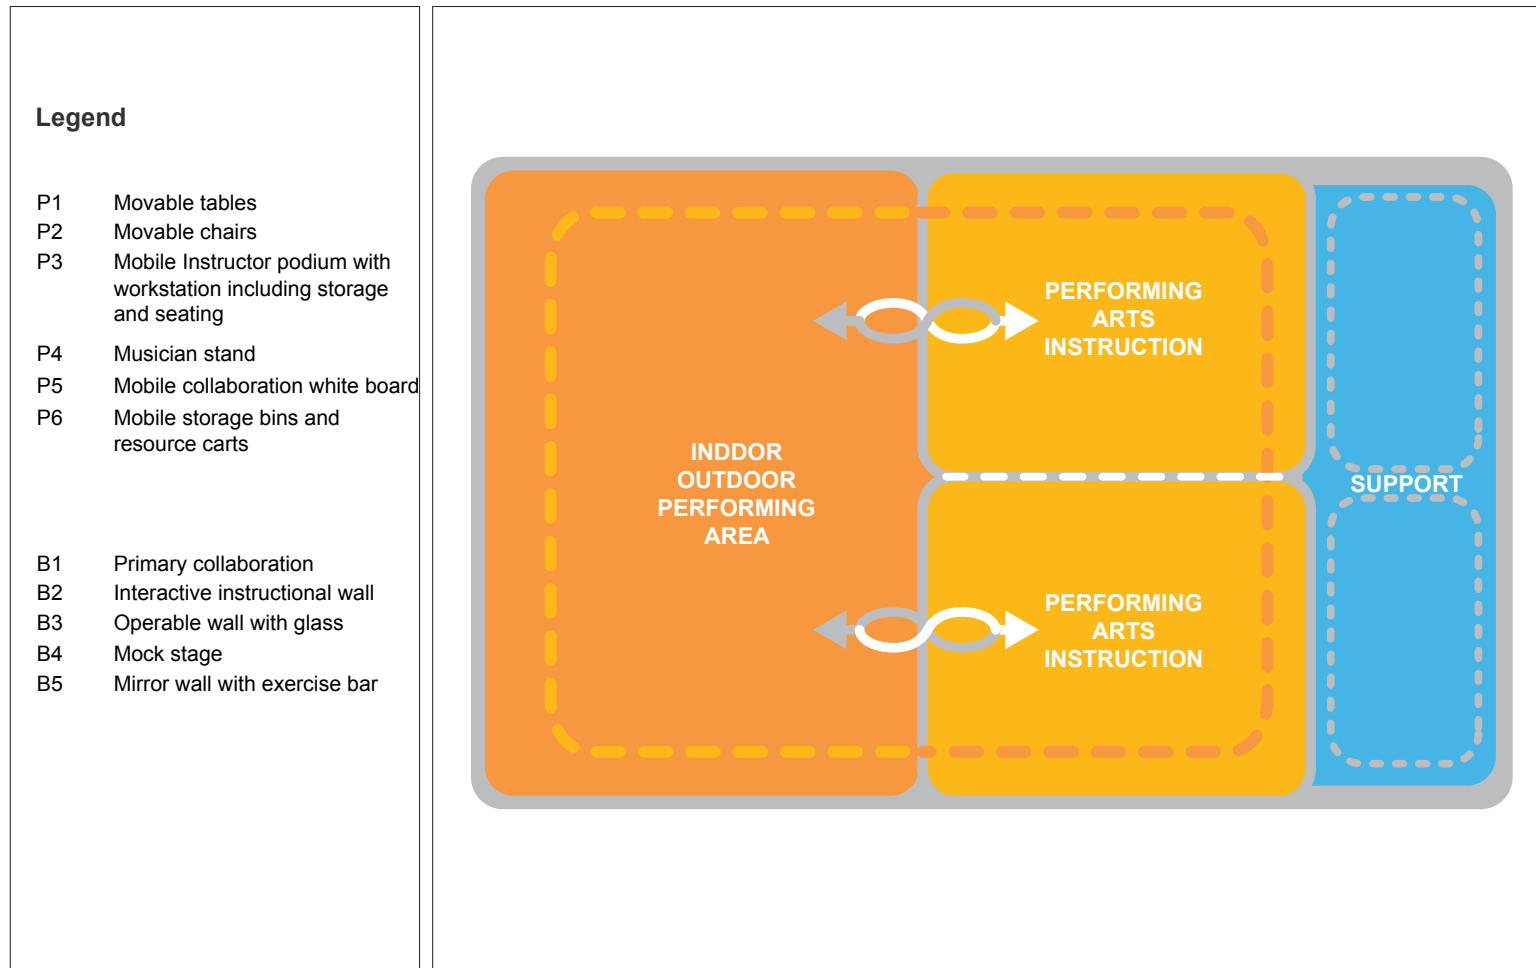 Legend
P1 Movable tables
P2 Movable chairs
P3 Mobile Instructor podium with
workstation including storage
and seating
P4 Musician stand
P5 Mobile collaboration white board
P6 Mobile storage bins and
resource carts
B1 Primary collaboration
B2 Interactive instructional wall
B3 Operable wall with glass
B4 Mock stage
B5 Mirror wall with exercise bar
INDDOR
OUTDOOR
PERFORMING
AREA
PERFORMING
ARTS
INSTRUCTION
PERFORMING
ARTS
INSTRUCTION
SUPPORT